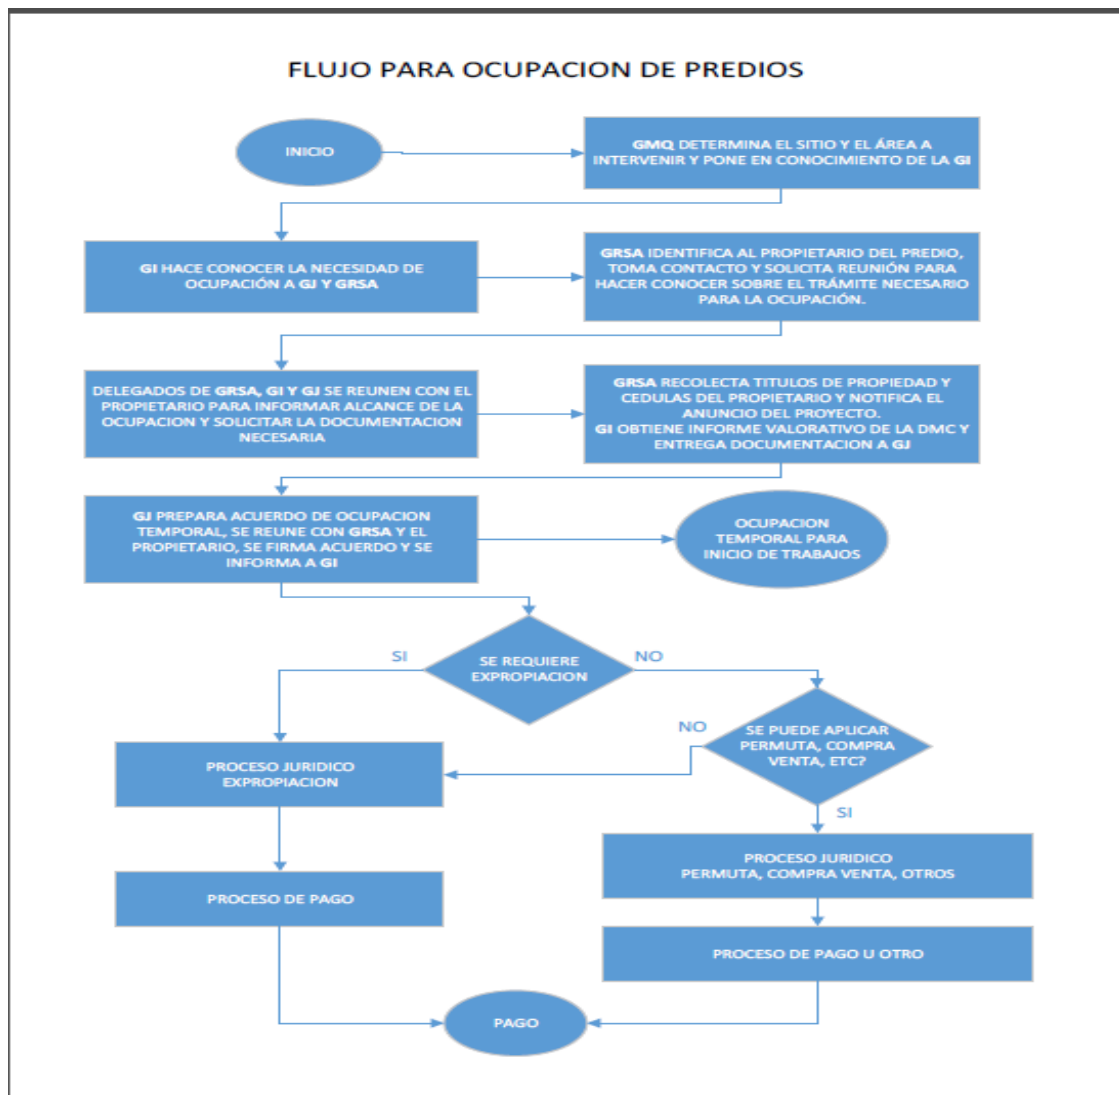 FLUJO PARA OCUPACION DE PREDIOS
INICIO
GMQ DETERMINA EL SITIO Y EL ÁREA A
INTERVENIR Y PONE EN CONOCIMIENTO DE LA GI
GI HACE CONOCER LA NECESIDAD DE
OCUPACIÓN A GJ Y GRSA
GRSA IDENTIFICA AL PROPIETARIO DEL PREDIO,
TOMA CONTACTO Y SOLICITA REUNIÓN PARA
HACER CONOCER SOBRE EL TRÁMITE NECESARIO
PARA LA OCUPACIÓN.
DELEGADOS DE GRSA, GI Y GJ SE REUNEN CON EL
PROPIETARIO PARA INFORMAR ALCANCE DE LA
OCUPACION Y SOLICITAR LA DOCUMENTACION
NECESARIA
GRSA RECOLECTA TITULOS DE PROPIEDAD Y
CEDULAS DEL PROPIETARIO Y NOTIFICA EL
ANUNCIO DEL PROYECTO.
GI OBTIENE INFORME VALORATIVO DE LA DMC Y
ENTREGA DOCUMENTACION A GJ
GJ PREPARA ACUERDO DE OCUPACION
TEMPORAL, SE REUNE CON GRSA Y EL
PROPIETARIO, SE FIRMA ACUERDO Y SE
INFORMA A GI
OCUPACION
TEMPORAL PARA
INICIO DE TRABAJOS
SI
SE REQUIERE
EXPROPIACION
NO
NO
SE PUEDE APLICAR
PERMUTA, COMPRA
VENTA, ETC?
SI
PROCESO JURIDICO
EXPROPIACION
PROCESO JURIDICO
PERMUTA, COMPRA VENTA, OTROS
PROCESO DE PAGO
PROCESO DE PAGO U OTRO
PAGO